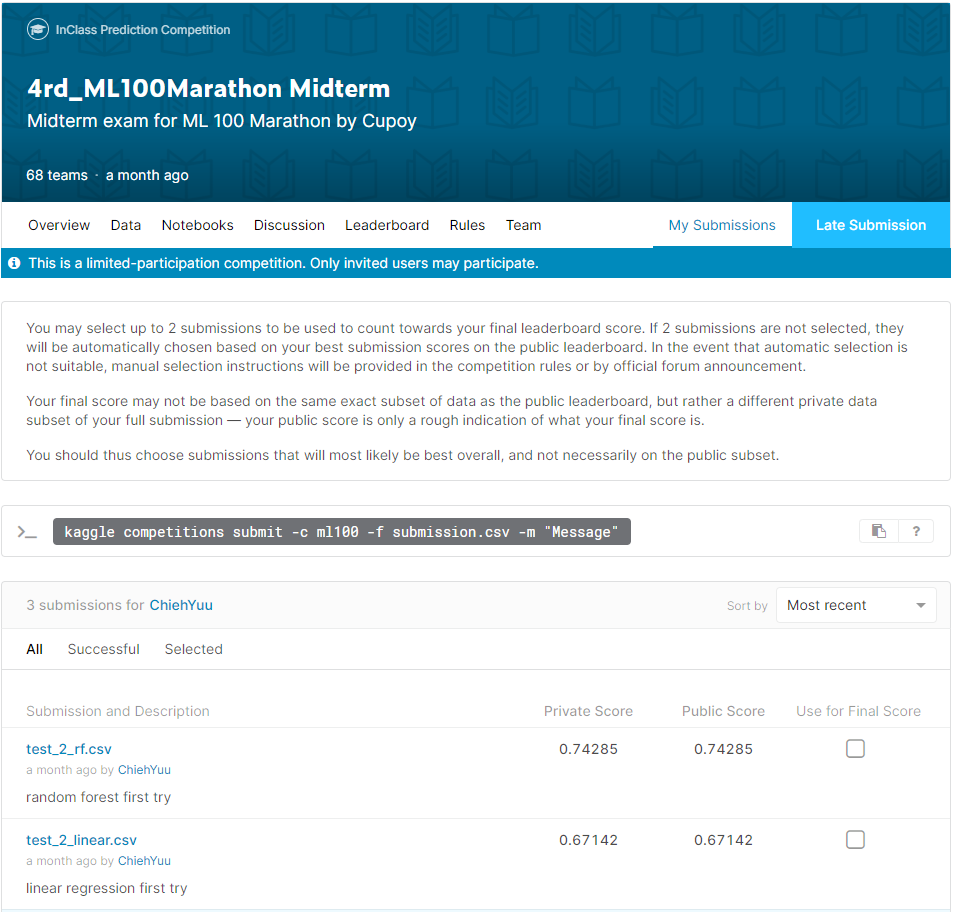 InClass Prediction Competition
4rd_ML100Marathon Midterm
Midterm exam for ML 100 Marathon by Cupoy
68 teams · a month ago
Overview Data Notebooks Discussion Leaderboard Rules Team My Submissions Late Submission
This is a limited-participation competition. Only invited users may participate.
You may select up to 2 submissions to be used to count towards your final leaderboard score. If 2 submissions are not selected, they
will be automatically chosen based on your best submission scores on the public leaderboard. In the event that automatic selection is
not suitable, manual selection instructions will be provided in the competition rules or by official forum announcement.
Your final score may not be based on the same exact subset of data as the public leaderboard, but rather a different private data
subset of your full submission — your public score is only a rough indication of what your final score is.
You should thus choose submissions that will most likely be best overall, and not necessarily on the public subset.
>_ kaggle competitions submit -c ml100 -f submission.csv -m "Message" ?
3 submissions for ChiehYuu Sort by Most recent
All Successful Selected
Submission and Description Private Score Public Score Use for Final Score
test_2_rf.csv 0.74285 0.74285
a month ago by ChiehYuu
random forest first try
test_2_linear.csv 0.67142 0.67142
a month ago by ChiehYuu
linear regression first try